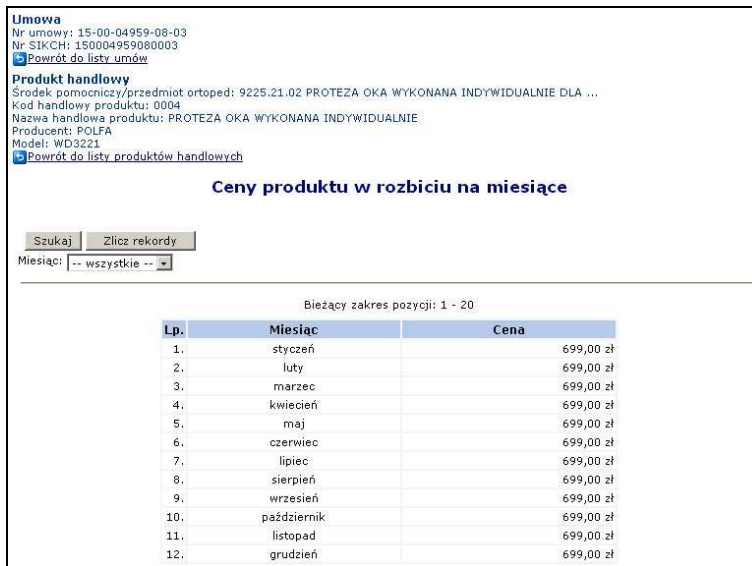 Umowa
Nr umowy: 15-00-04959-08-03
Nr SIKCH: 150004959080003
Powrót do listy umów
Produkt handlowy
Środek pomocniczy/przedmiot ortoped: 9225.21.02 PROTEZA OKA WYKONANA INDYWIDUALNIE DLA ...
Kod handlowy produktu: 0004
Nazwa handlowa produktu: PROTEZA OKA WYKONANA INDYWIDUALNIE
Producent: POLFA
Model: WD3221
Powrót do listy produktów handlowych
Ceny produktu w rozbiciu na miesiące
Szukaj Zlicz rekordy
Miesiąc: -- wszystkie --
Bieżący zakres pozycji: 1 - 20
Lp. Miesiąc Cena
1. styczeń 699,00 zł
2. luty 699,00 zł
3. marzec 699,00 zł
4. kwiecień 699,00 zł
5. maj 699,00 zł
6. czerwiec 699,00 zł
7. lipiec 699,00 zł
8. sierpień 699,00 zł
9. wrzesień 699,00 zł
10. październik 699,00 zł
11. listopad 699,00 zł
12. grudzień 699,00 zł